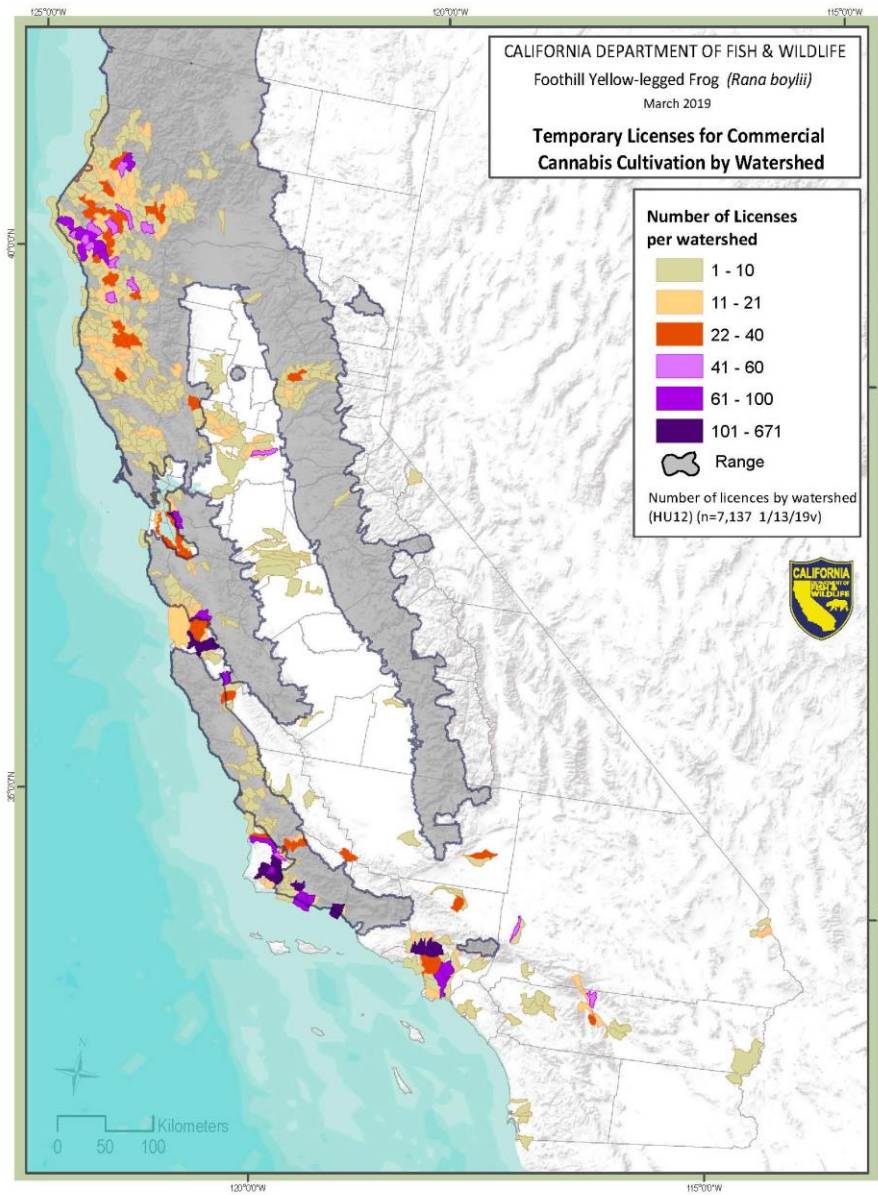 125°0'0"W
120°0'0"W
115°0'0"W
CALIFORNIA DEPARTMENT OF FISH & WILDLIFE
Foothill Yellow-legged Frog (Rana boylii)
March 2019
Temporary Licenses for Commercial
Cannabis Cultivation by Watershed
Number of Licenses
per watershed
1 - 10
11 - 21
22 - 40
41 - 60
61 - 100
101 - 671
Range
Number of licences by watershed
(HU12) (n=7,137 1/13/19v)
40°0'0"N
CALIFORNIA
DEPARTMENT OF
FISH &
WILDLIFE
35°0'0"N
N
Kilometers
0 50 100
120°0'0"W
115°0'0"W